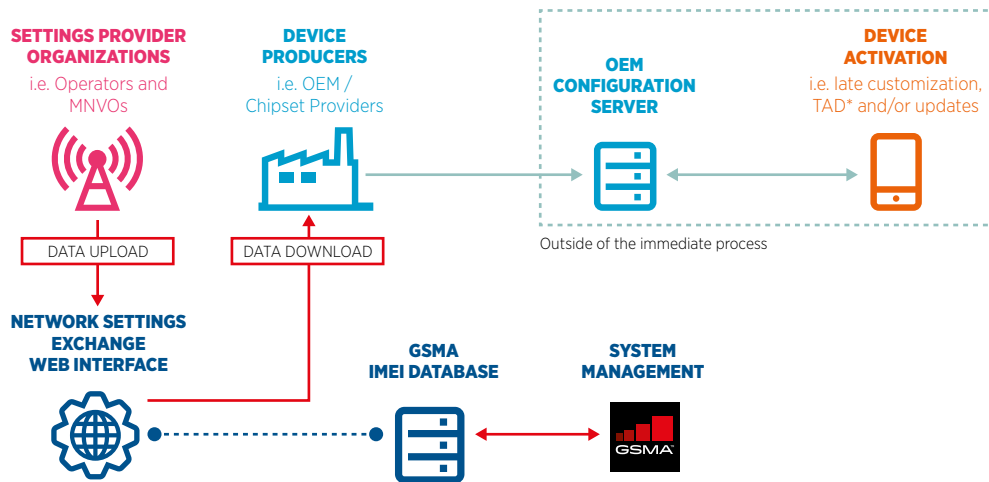 SETTINGS PROVIDER
ORGANIZATIONS
i.e. Operators and
MNVOs
DEVICE
PRODUCERS
i.e. OEM /
Chipset Providers
OEM
CONFIGURATION
SERVER
DEVICE
ACTIVATION
i.e. late customization,
TAD* and/or updates
DATA UPLOAD
DATA DOWNLOAD
Outside of the immediate process
NETWORK SETTINGS
EXCHANGE
WEB INTERFACE
GSMA
IMEI DATABASE
SYSTEM
MANAGEMENT
GSMA™